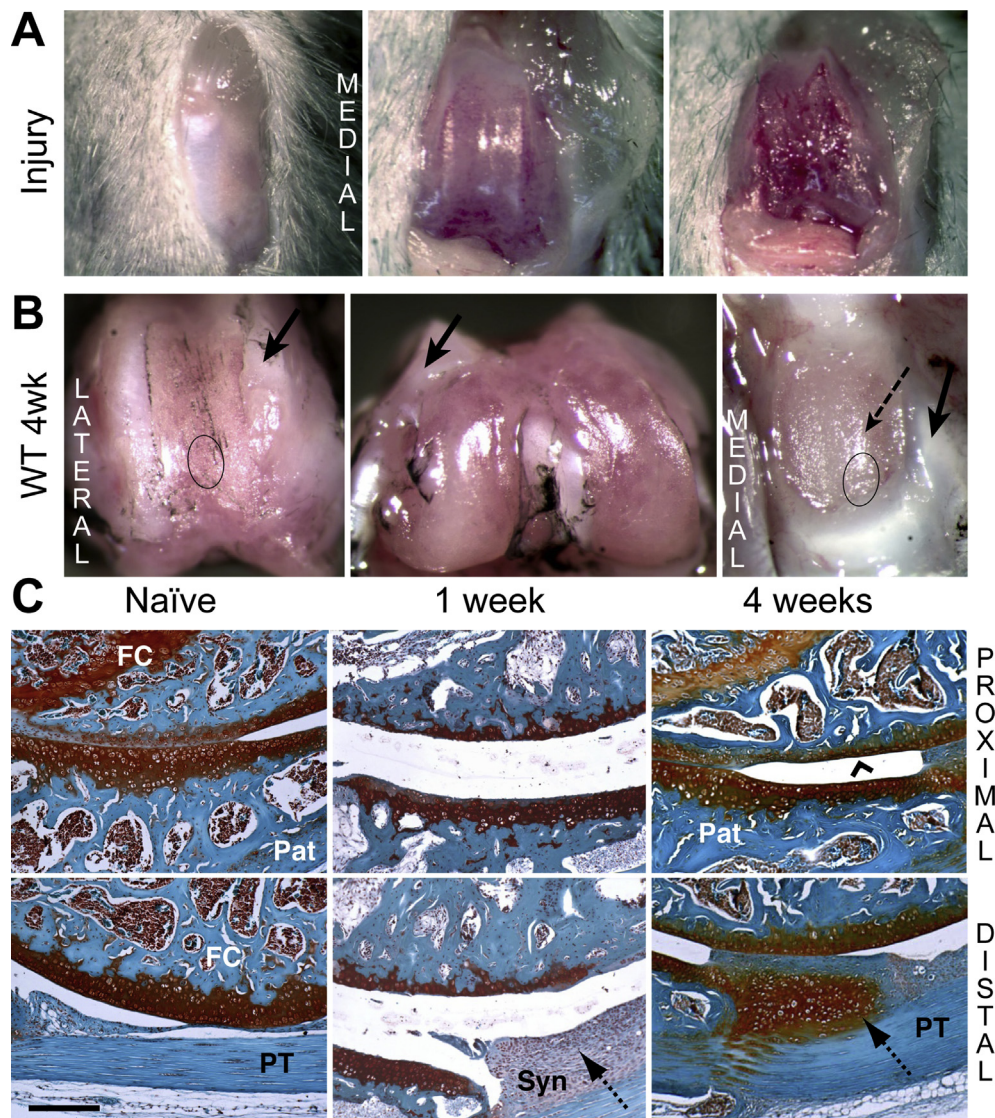 A
Injury
MEDIAL
B
WT 4wk
LATERAL
MEDIAL
C
Naïve
1 week
4 weeks
FC
Pat
Pat
PROXIMAL
FC
PT
Syn
PT
DISTAL